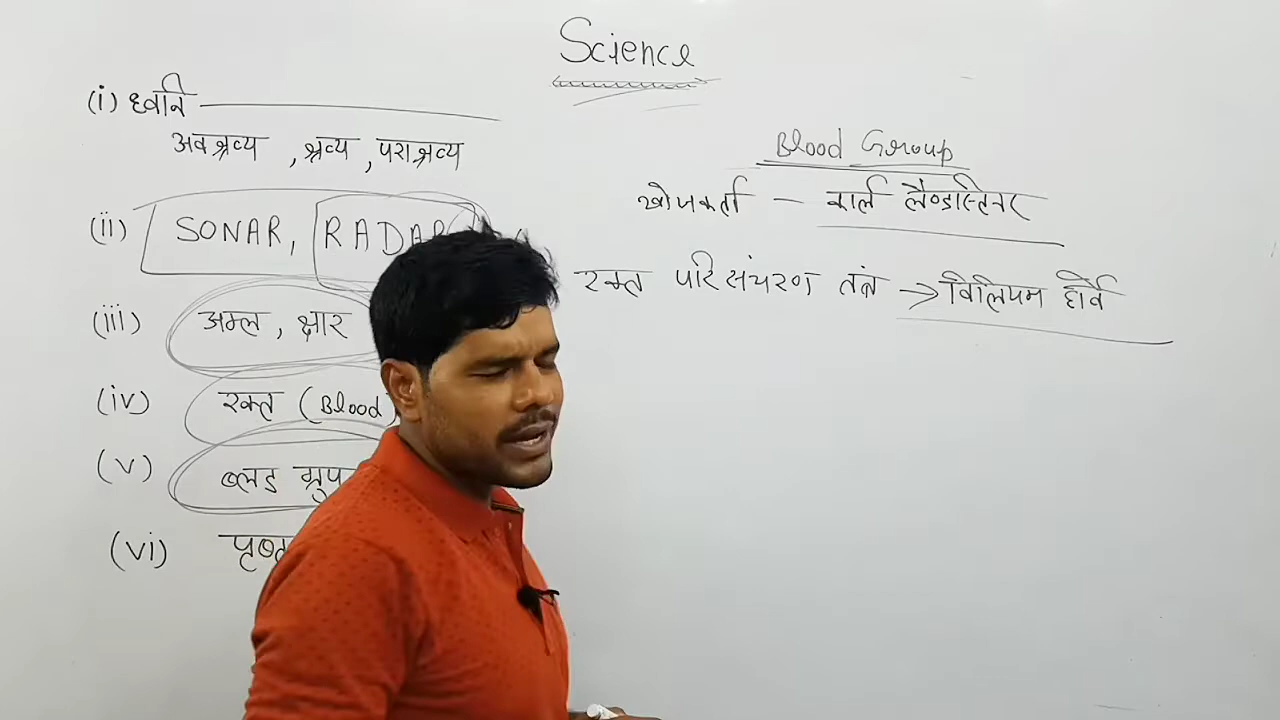 Science
(i) ध्वनि
अवश्रव्य , श्रव्य , पराश्रव्य
(ii) SONAR, RADAR
(iii) अम्ल , क्षार
(iv) रक्त (Blood)
(v) ब्लड ग्रुप
(vi)
Blood Group
खोजकर्ता – कार्ल लैण्डस्टिनर
रक्त परिसंचरण तंत्र → विलियम हार्वे